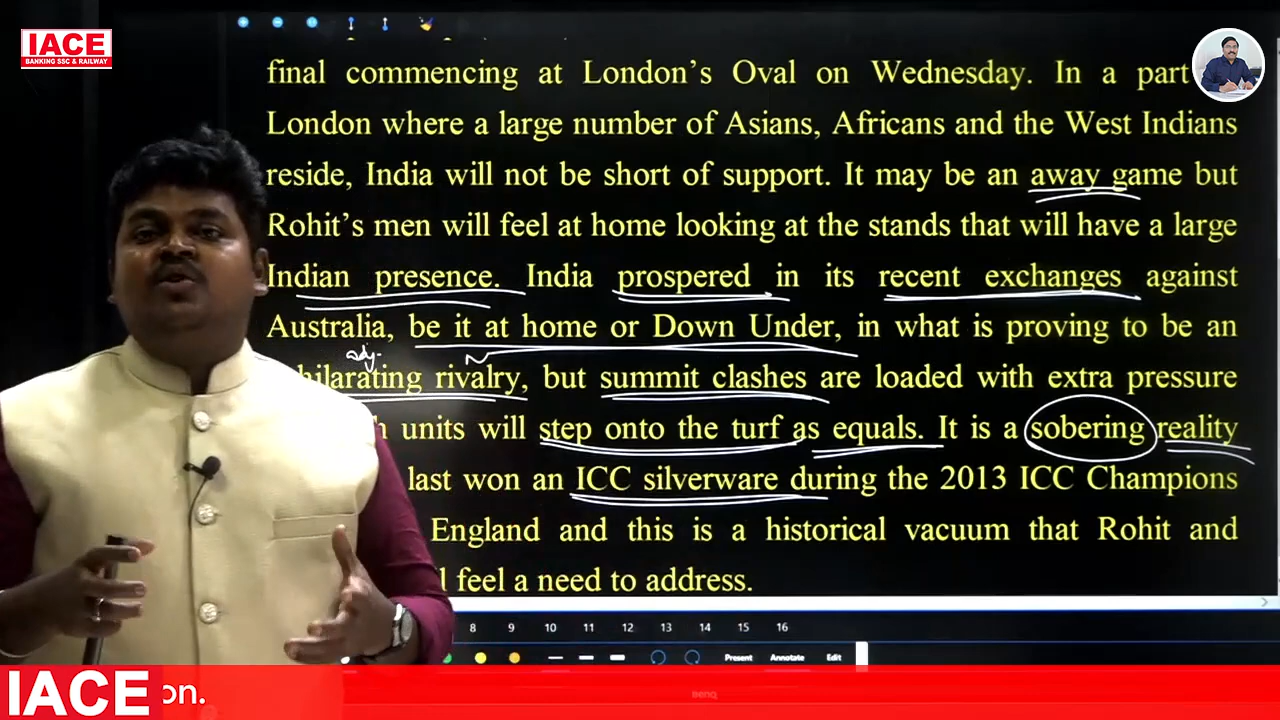 IACE
BANKING SSC & RAILWAY
final commencing at London's Oval on Wednesday. In a part
London where a large number of Asians, Africans and the West Indians
reside, India will not be short of support. It may be an away game but
Rohit's men will feel at home looking at the stands that will have a large
Indian presence. India prospered in its recent exchanges against
Australia, be it at home or Down Under, in what is proving to be an
adj.
hilarating rivalry, but summit clashes are loaded with extra pressure
h units will step onto the turf as equals. It is a sobering reality
last won an ICC silverware during the 2013 ICC Champions
England and this is a historical vacuum that Rohit and
l feel a need to address.
8 9 10 11 12 13 14 15 16
Present Annotate Edit
BenQ
IACE on.